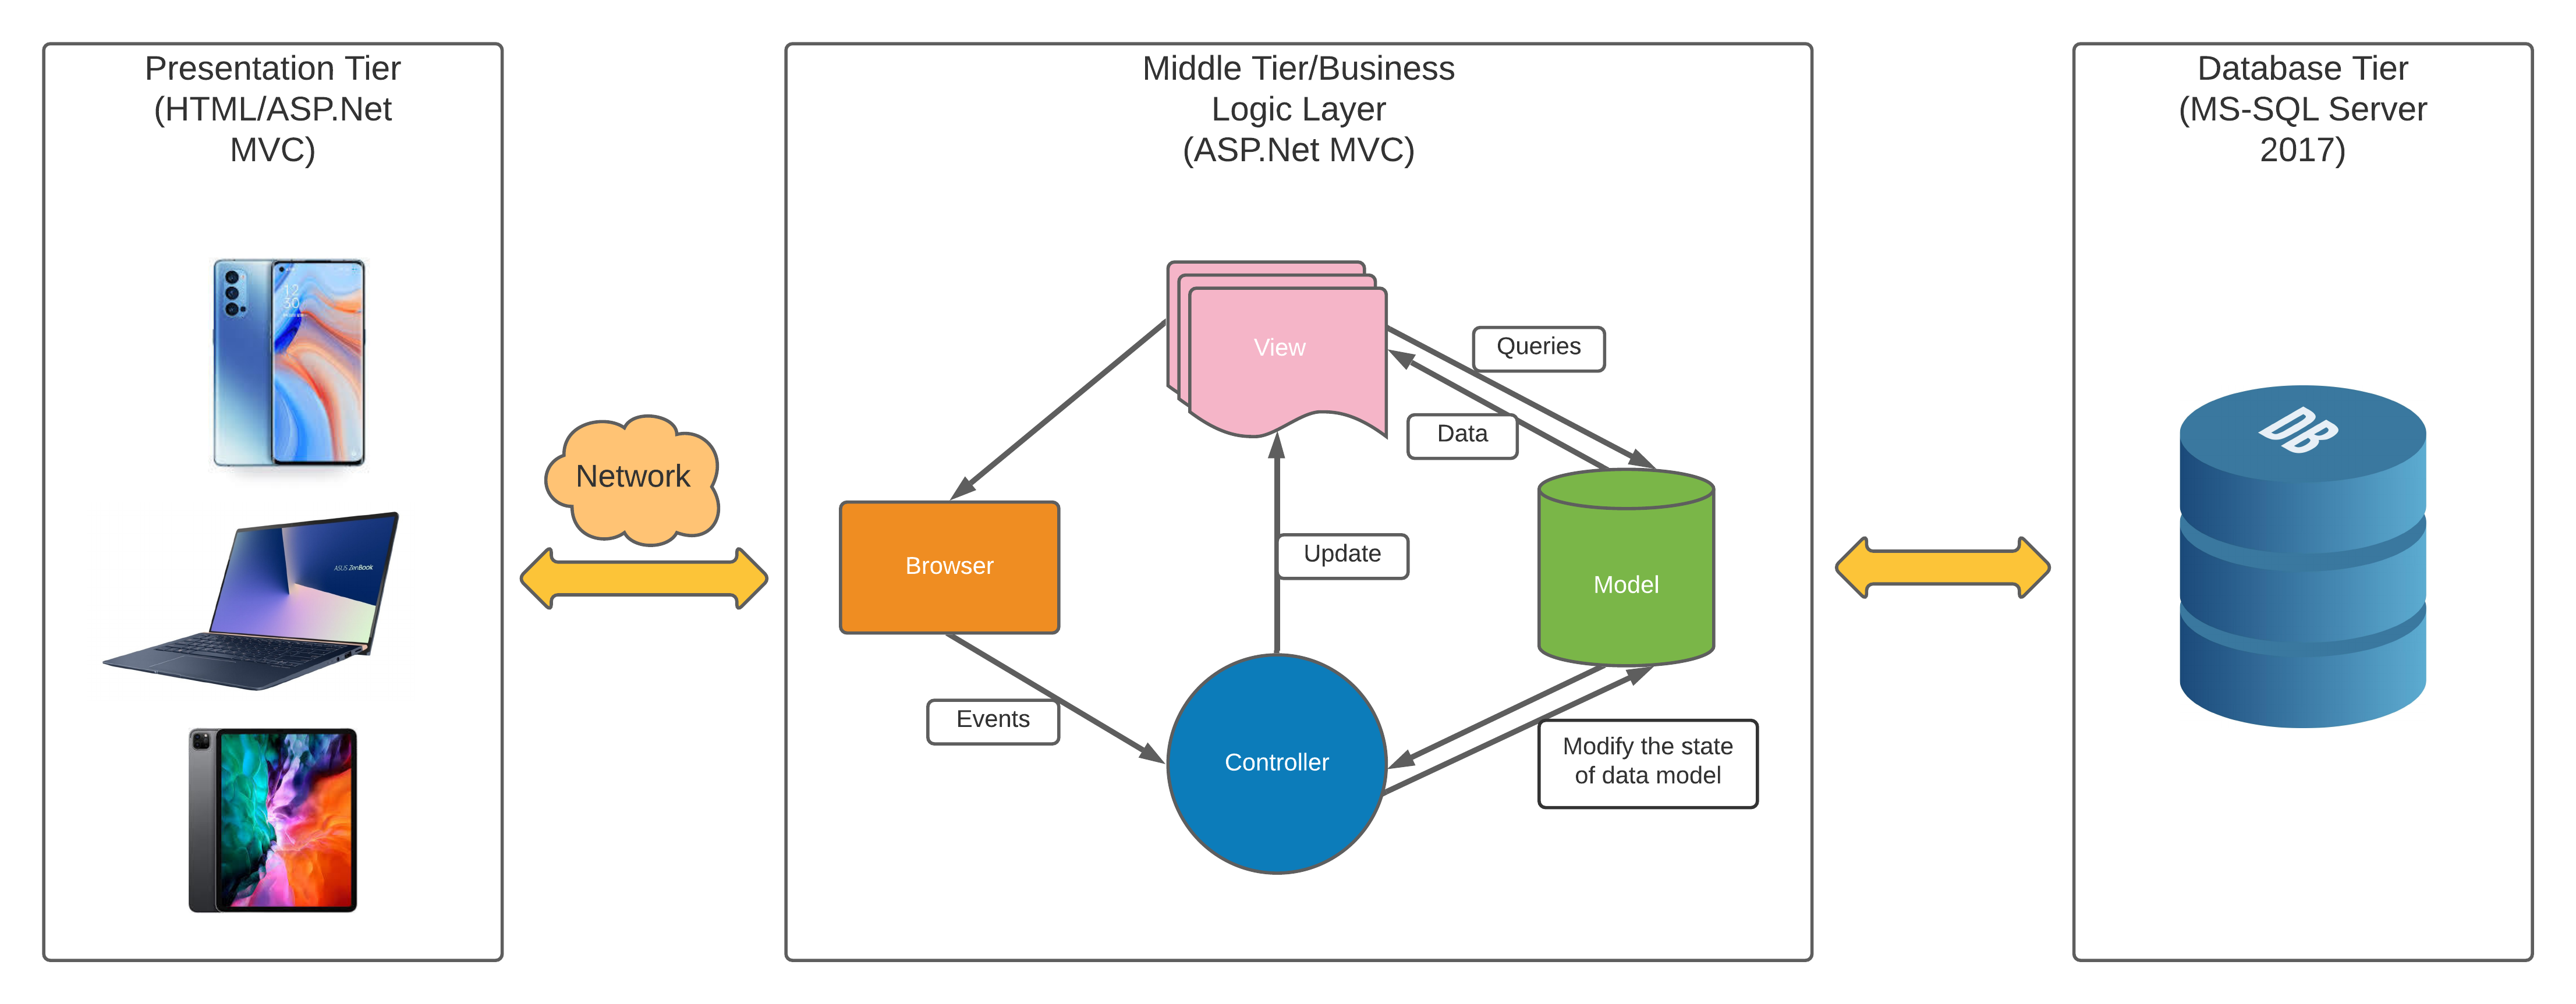 Presentation Tier
(HTML/ASP.Net
MVC)
12
30
ASUS ZenBook
Network
Middle Tier/Business
Logic Layer
(ASP.Net MVC)
View
Queries
Data
Browser
Update
Model
Events
Controller
Modify the state
of data model
Database Tier
(MS-SQL Server
2017)
DB